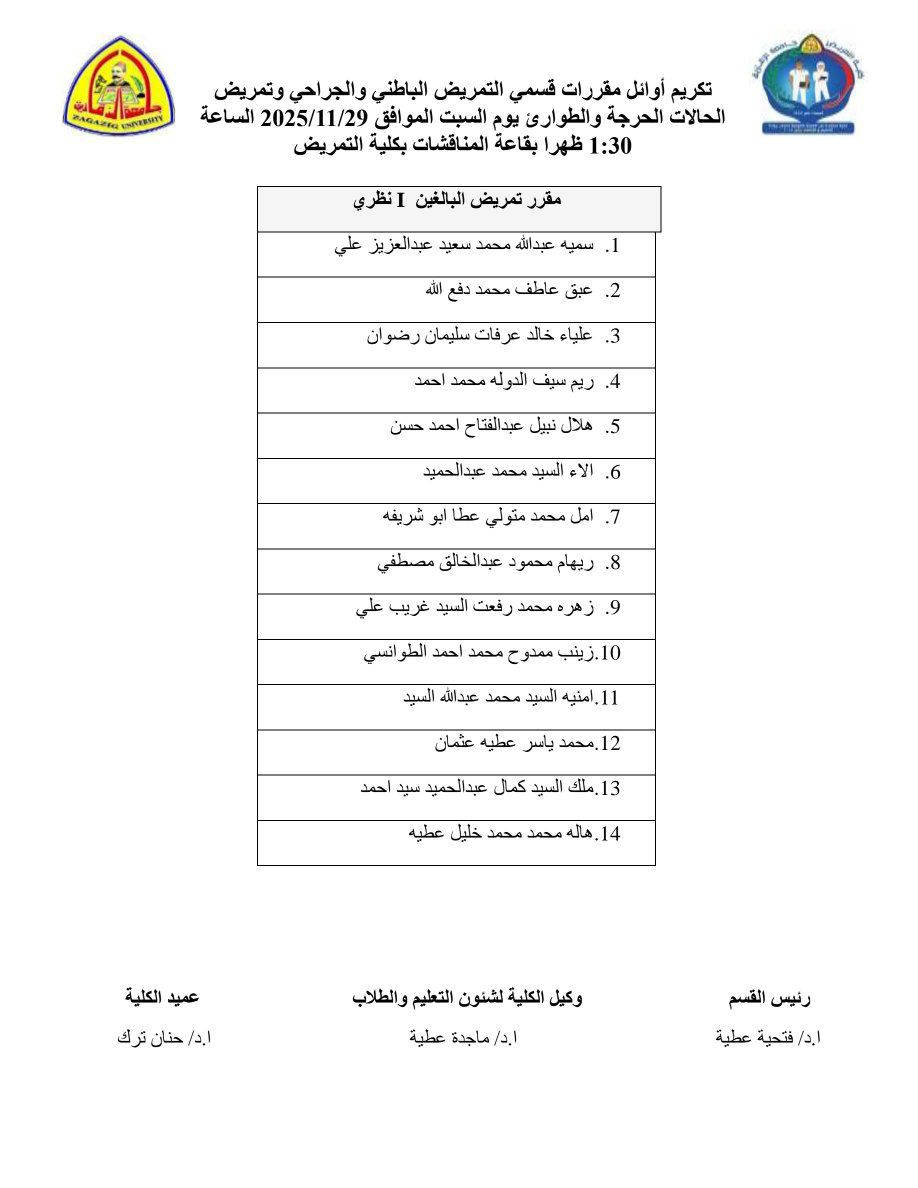 ZAGAZIG UNIVERSITY
تكريم أوائل مقررات قسمي التمريض الباطني والجراحي وتمريض
الحالات الحرجة والطوارئ يوم السبت الموافق 2025/11/29 الساعة
1:30 ظهرا بقاعة المناقشات بكلية التمريض
مقرر تمريض البالغين I نظري
1. سميه عبدالله محمد سعيد عبدالعزيز علي
2. عبق عاطف محمد دفع الله
3. علياء خالد عرفات سليمان رضوان
4. ريم سيف الدوله محمد احمد
5. هلال نبيل عبدالفتاح احمد حسن
6. الاء السيد محمد عبدالحميد
7. امل محمد متولي عطا ابو شريفه
8. ريهام محمود عبدالخالق مصطفي
9. زهره محمد رفعت السيد غريب علي
10.زينب ممدوح محمد احمد الطوانسي
11.امنيه السيد محمد عبدالله السيد
12.محمد ياسر عطيه عثمان
13.ملك السيد كمال عبدالحميد سيد احمد
14.هاله محمد محمد خليل عطيه
رئيس القسم وكيل الكلية لشئون التعليم والطلاب عميد الكلية
ا.د/ فتحية عطية ا.د/ ماجدة عطية ا.د/ حنان ترك